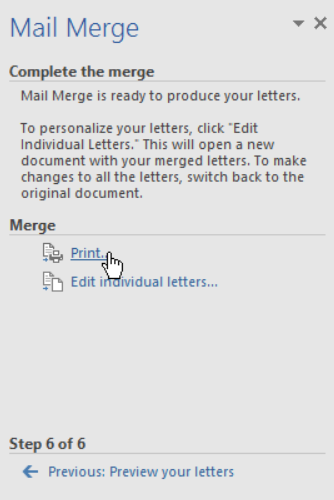 Mail Merge
Complete the merge
Mail Merge is ready to produce your letters.
To personalize your letters, click "Edit
Individual Letters." This will open a new
document with your merged letters. To make
changes to all the letters, switch back to the
original document.
Merge
Print...
Edit individual letters...
Step 6 of 6
Previous: Preview your letters